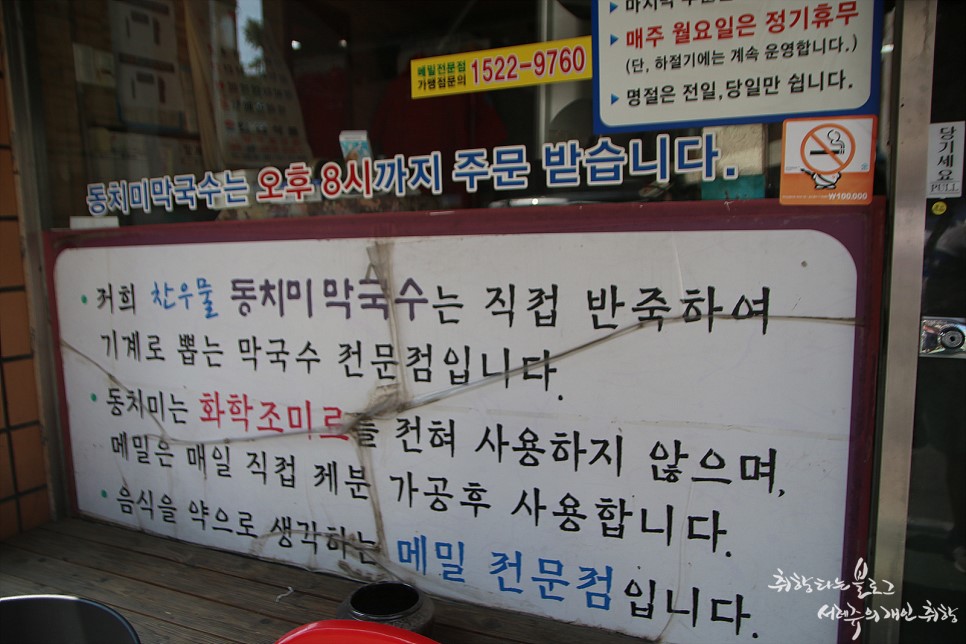 매주 월요일은 정기휴무
(단, 하절기에는 계속 운영합니다.)
명절은 전일,당일만 쉽니다.
메밀전문점
가맹점문의 1522-9760
동치미막국수는 오후 8시까지 주문 받습니다.
₩100,000
당기세요
PULL
저희 찬우물 동치미막국수는 직접 반죽하여
기계로 뽑는 막국수 전문점입니다.
동치미는 화학조미료를 전혀 사용하지 않으며,
메밀은 매일 직접 제분 가공후 사용합니다.
음식을 약으로 생각하는 메밀 전문점입니다.
취향타는 블로그
서래주의 개인 취향